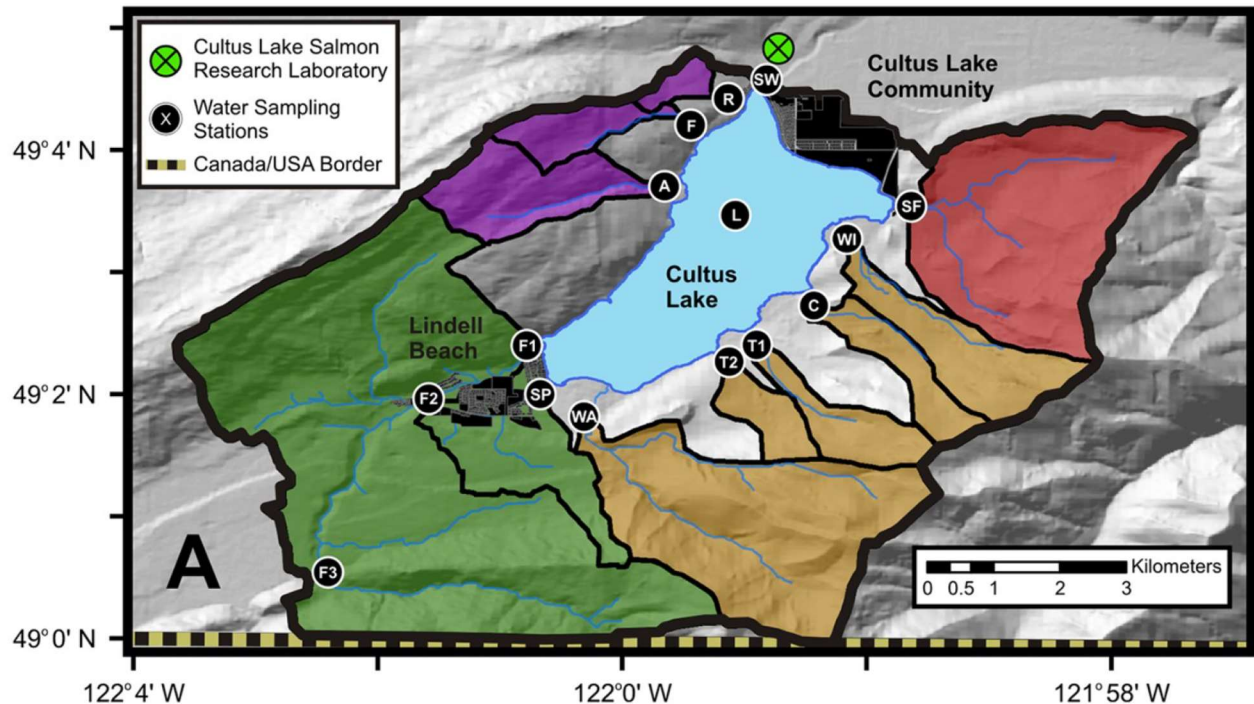 Cultus Lake Salmon
Research Laboratory
X
Water Sampling
Stations
Canada/USA Border
Cultus Lake
Community
SW
R
F
A
L
SF
WI
C
Cultus
Lake
Lindell
Beach
F1
T1
T2
F2
SP
WA
F3
A
Kilometers
0 0.5 1 2 3
49°4' N
49°2' N
49°0' N
122°4' W
122°0' W
121°58' W